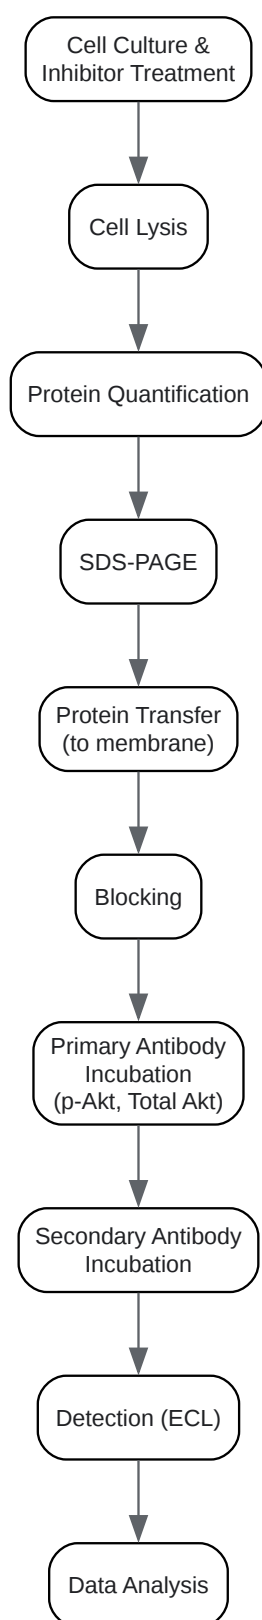 Cell Culture &
Inhibitor Treatment
Cell Lysis
Protein Quantification
SDS-PAGE
Protein Transfer
(to membrane)
Blocking
Primary Antibody
Incubation
(p-Akt, Total Akt)
Secondary Antibody
Incubation
Detection (ECL)
Data Analysis